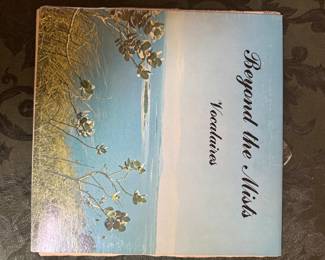 Beyond the Mists
Vocalaires